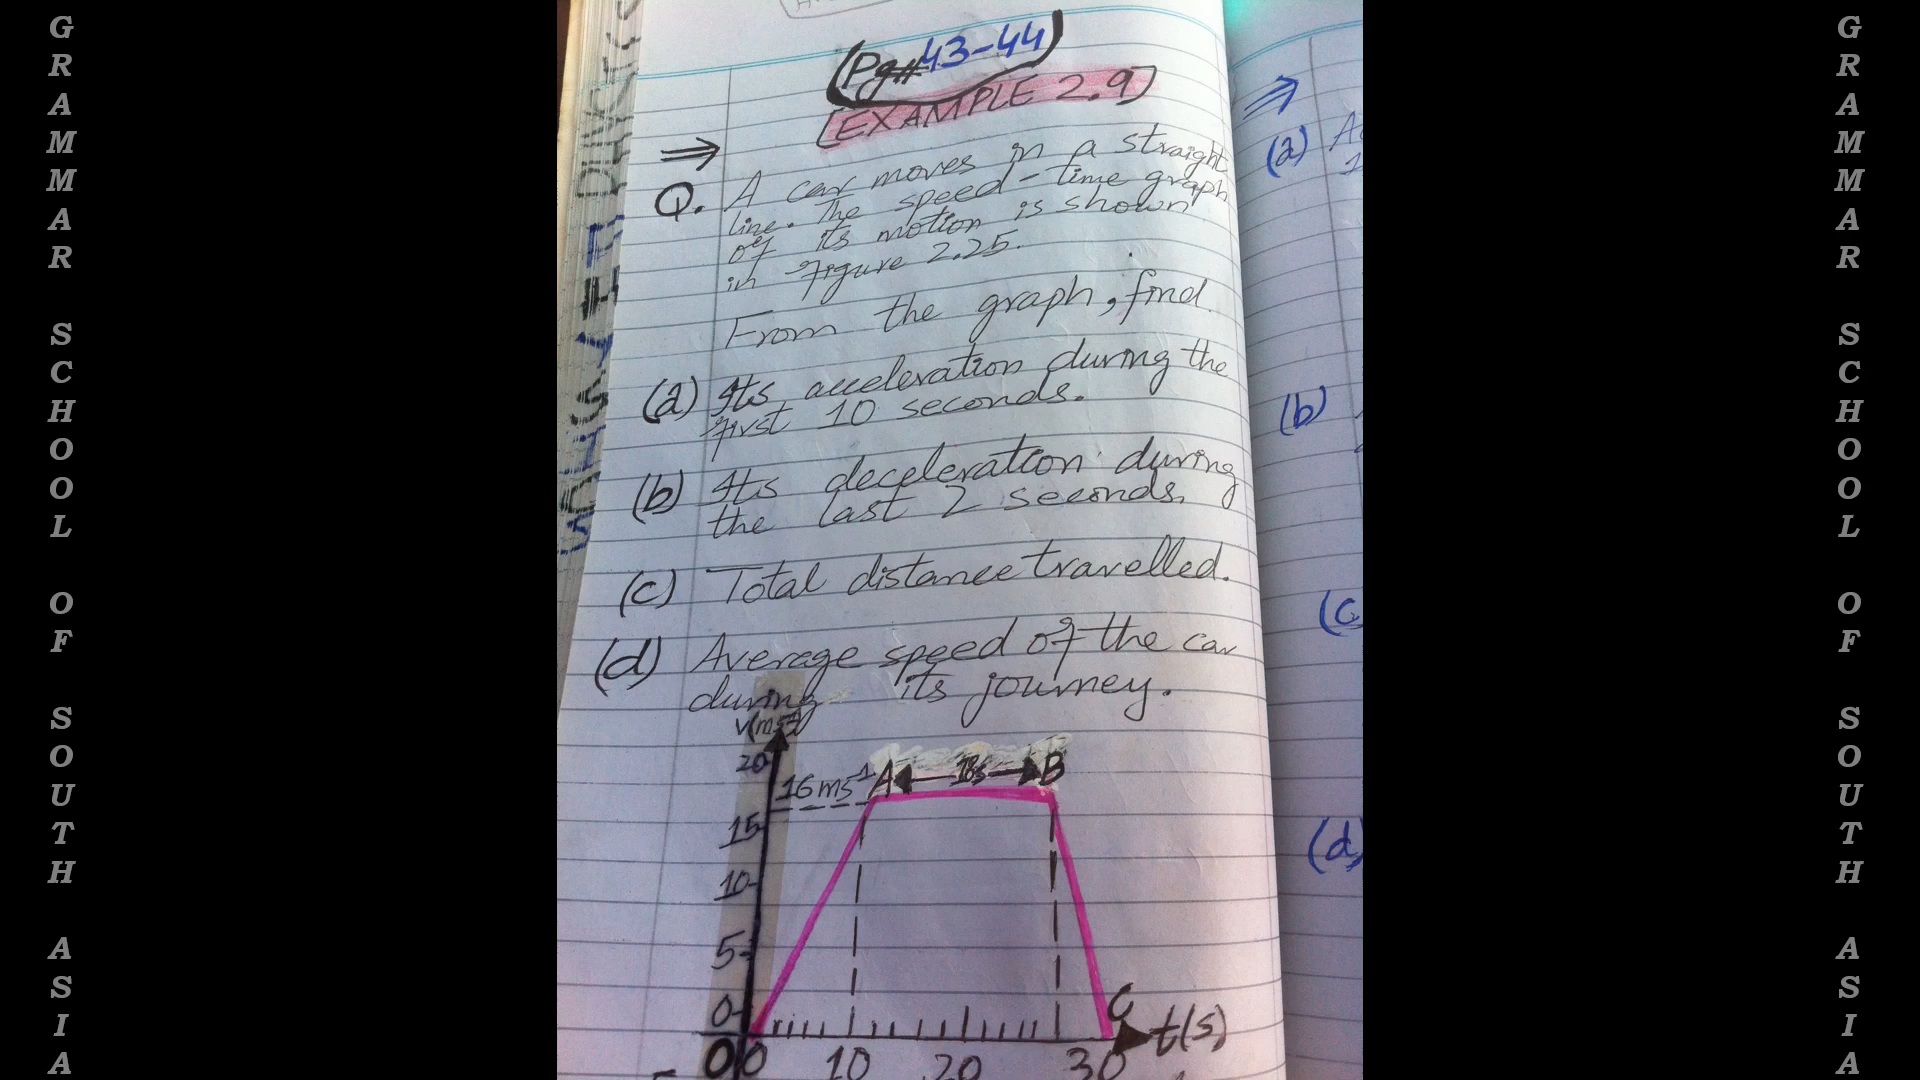 GRAMMAR SCHOOL OF SOUTH ASIA
(Pg# 43-44)
[EXAMPLE 2.9]
⇒
Q. A car moves in a straight
line. The speed-time graph
of its motion is shown
in figure 2.25.
From the graph, find.
(a) Its acceleration during the
first 10 seconds.
(b) Its deceleration during
the last 2 seconds.
(c) Total distance travelled.
(d) Average speed of the car
during its journey.
v(ms⁻¹)
20
16ms⁻¹ A 18s B
15
10
5
0
C
0 0 10 20 30 t(s)
⇒
(a)
(b)
(c
(d)
GRAMMAR SCHOOL OF SOUTH ASIA